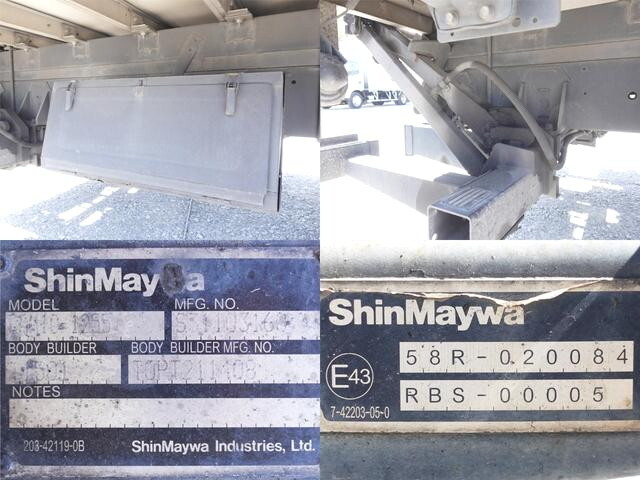 ShinMaywa
MODEL MFG. NO.
BODY BUILDER BODY BUILDER MFG. NO.
NOTES
203-42119-0B ShinMaywa Industries, Ltd.
ShinMaywa
E43 58R-020084
RBS-00005
7-42203-05-0